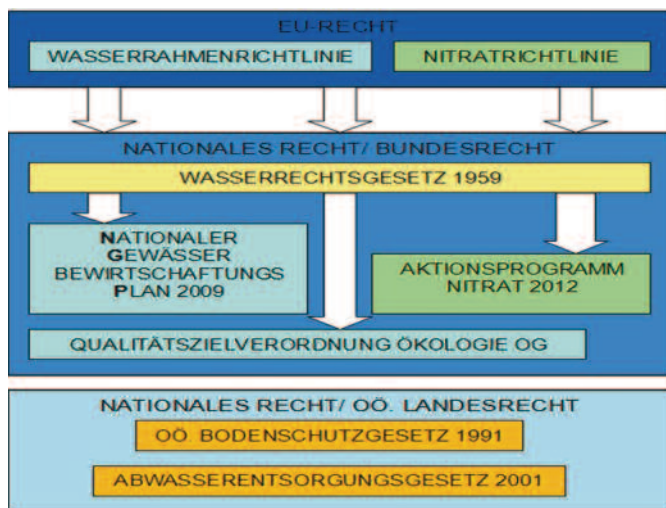 EU-RECHT
WASSERRAHMENRICHTLINIE
NITRATRICHTLINIE
NATIONALES RECHT/ BUNDESRECHT
WASSERRECHTSGESETZ 1959
NATIONALER
GEWÄSSER
BEWIRTSCHAFTUNGS
PLAN 2009
AKTIONSPROGRAMM
NITRAT 2012
QUALITÄTSZIELVERORDNUNG ÖKOLOGIE OG
NATIONALES RECHT/ OÖ. LANDESRECHT
OÖ. BODENSCHUTZGESETZ 1991
ABWASSERENTSORGUNGSGESETZ 2001